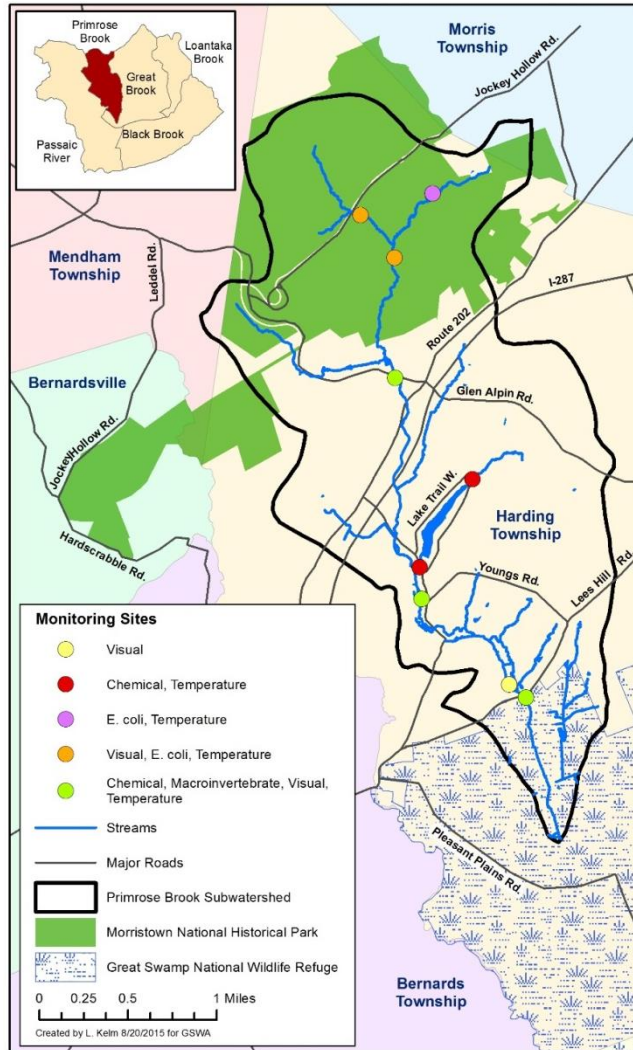 Primrose
Brook
Loantaka
Brook
Great
Brook
Black Brook
Passaic
River
Morris
Township
Jockey Hollow Rd.
Mendham
Township
Leddel Rd.
I-287
Route 202
Bernardsville
Glen Alpin Rd.
Jockey Hollow Rd.
Lake Trail W.
Harding
Township
Hardscrabble Rd.
Youngs Rd.
Lees Hill Rd.
Monitoring Sites
Visual
Chemical, Temperature
E. coli, Temperature
Visual, E. coli, Temperature
Chemical, Macroinvertebrate, Visual,
Temperature
Streams
Major Roads
Primrose Brook Subwatershed
Morristown National Historical Park
Great Swamp National Wildlife Refuge
0 0.25 0.5 1 Miles
Created by L. Kelm 8/20/2015 for GSWA
Pleasant Plains Rd.
Bernards
Township